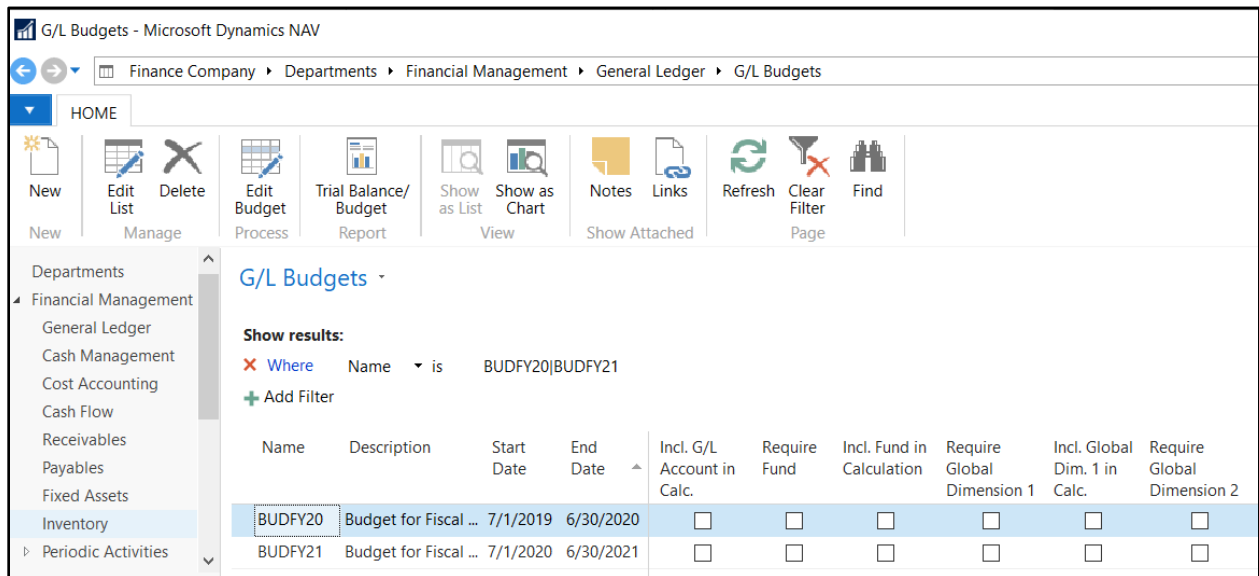 G/L Budgets - Microsoft Dynamics NAV
Finance Company Departments Financial Management General Ledger G/L Budgets
HOME
New
Edit List
Delete
Edit Budget
Trial Balance/ Budget
Show as List
Show as Chart
Notes
Links
Refresh
Clear Filter
Find
New
Manage
Process
Report
View
Show Attached
Page
Departments
Financial Management
General Ledger
Cash Management
Cost Accounting
Cash Flow
Receivables
Payables
Fixed Assets
Inventory
Periodic Activities
G/L Budgets
Show results:
Where Name is BUDFY20|BUDFY21
Add Filter
Name Description Start Date End Date Incl. G/L Account in Calc. Require Fund Incl. Fund in Calculation Require Global Dimension 1 Incl. Global Dim. 1 in Calc. Require Global Dimension 2
BUDFY20 Budget for Fiscal ... 7/1/2019 6/30/2020
BUDFY21 Budget for Fiscal ... 7/1/2020 6/30/2021